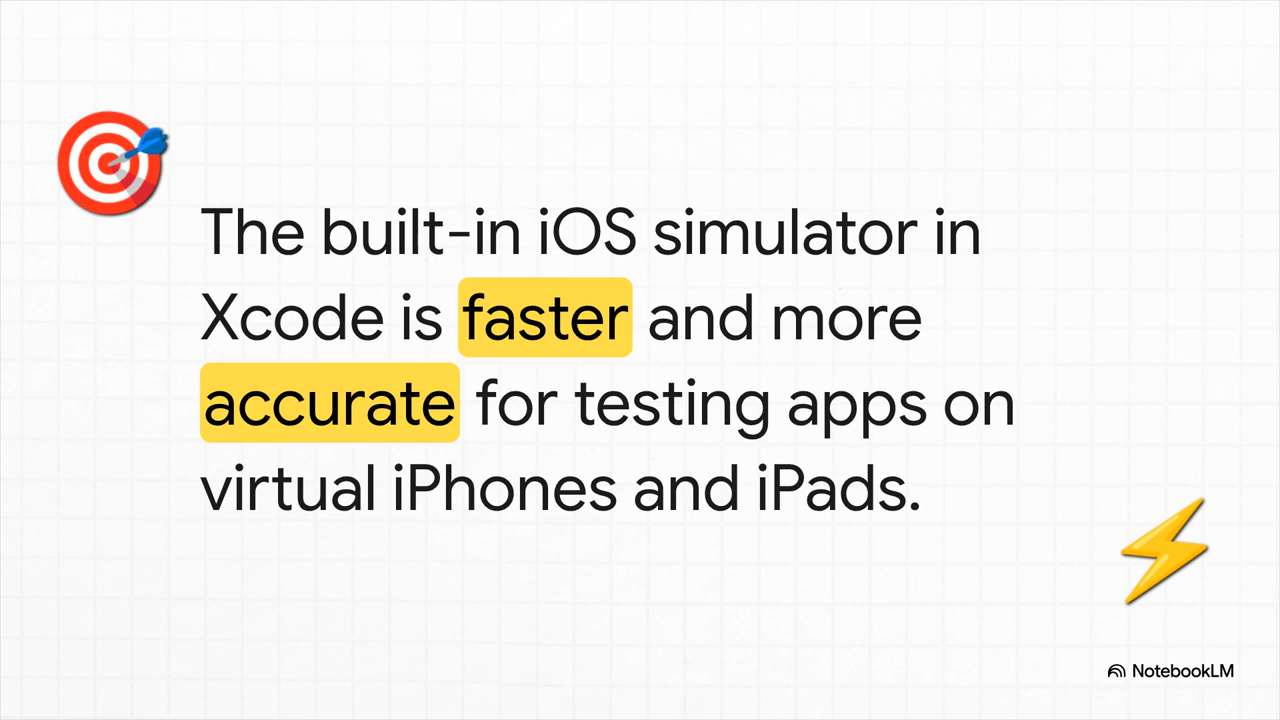 The built-in iOS simulator in
Xcode is faster and more
accurate for testing apps on
virtual iPhones and iPads.
NotebookLM